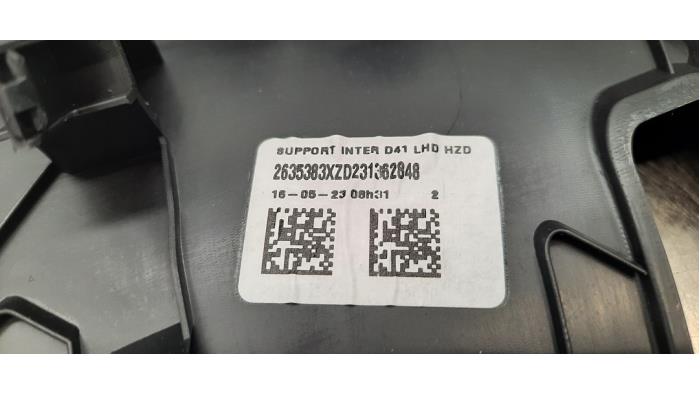 SUPPORT INTER D41 LHD HZD
2635383XZD231362848
16-05-23 08h31 2